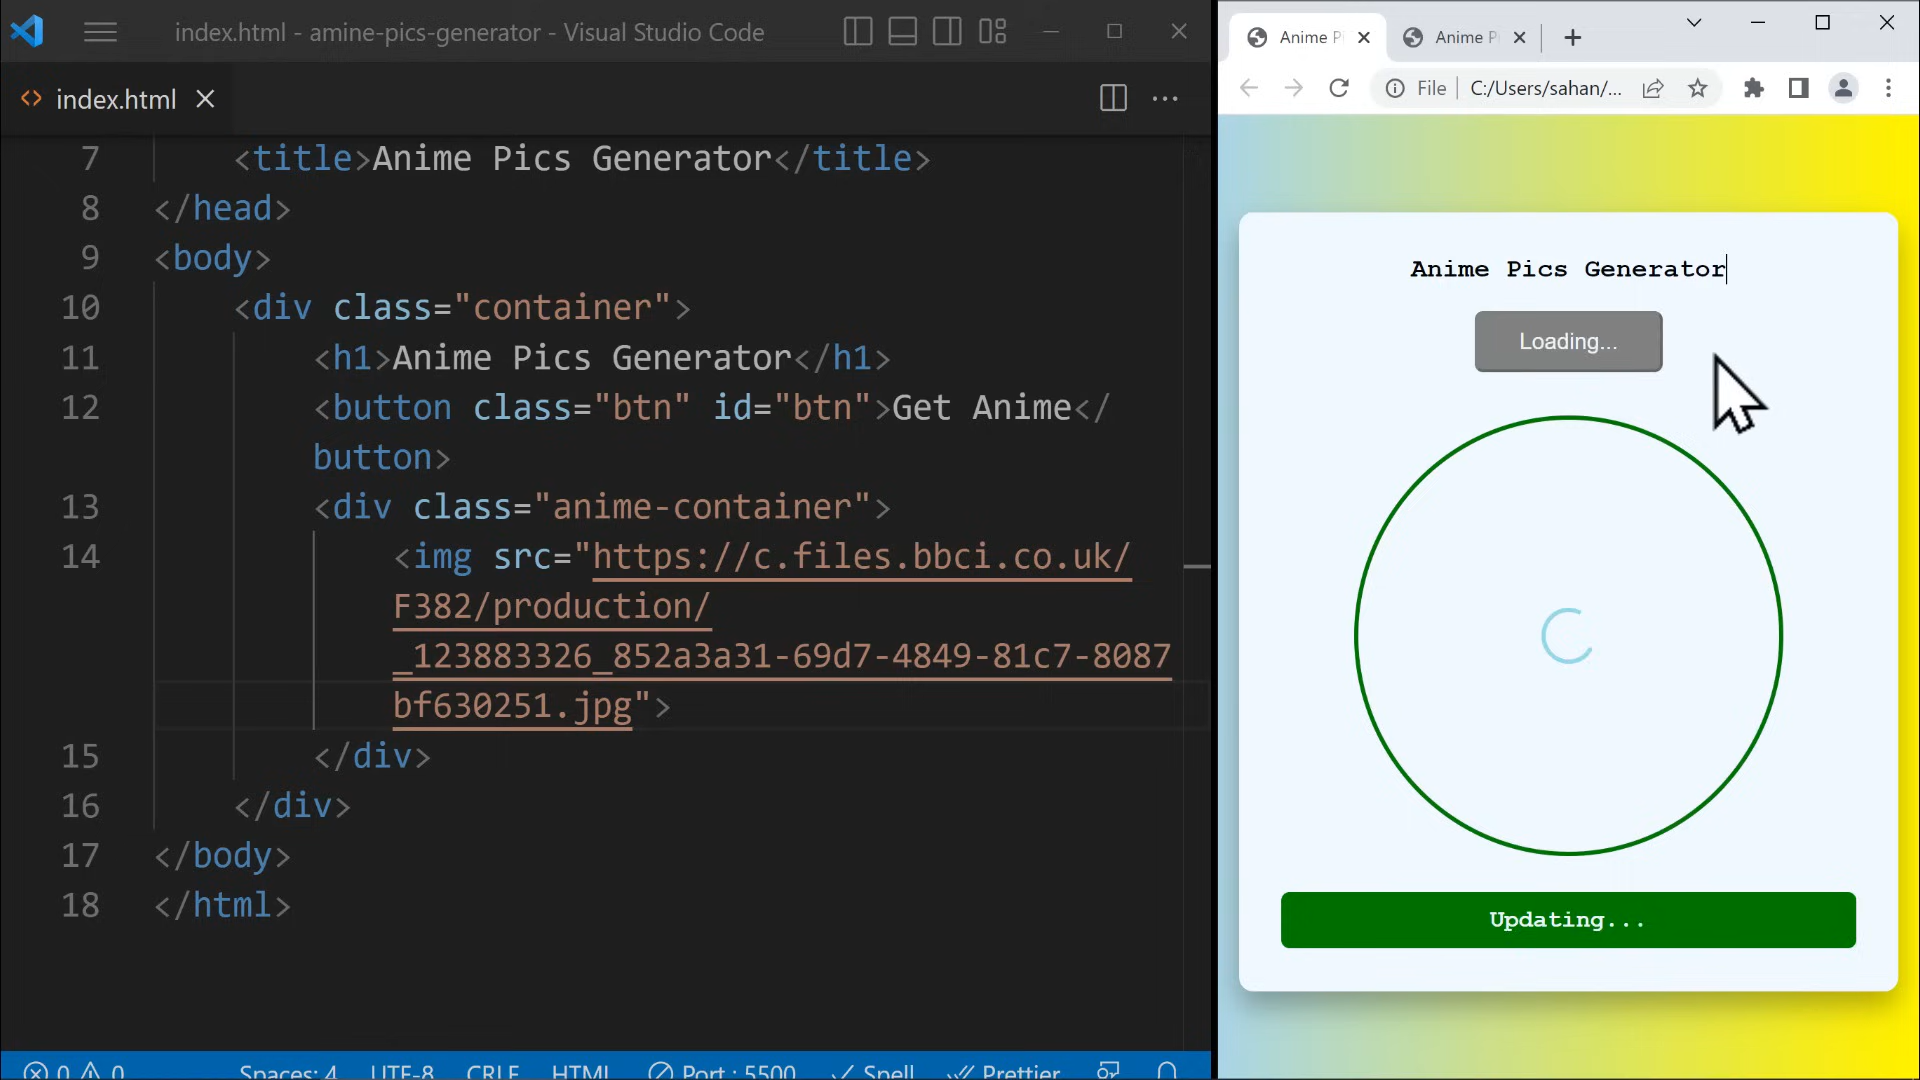 index.html - amine-pics-generator - Visual Studio Code
index.html
7 <title>Anime Pics Generator</title>
8 </head>
9 <body>
10 <div class="container">
11 <h1>Anime Pics Generator</h1>
12 <button class="btn" id="btn">Get Anime</
button>
13 <div class="anime-container">
14 <img src="https://c.files.bbci.co.uk/
F382/production/
_123883326_852a3a31-69d7-4849-81c7-8087
bf630251.jpg">
15 </div>
16 </div>
17 </body>
18 </html>
0 0 Spaces: 4 UTF-8 CRLF HTML Port : 5500 Spell Prettier
Anime P Anime P
File C:/Users/sahan/...
Anime Pics Generator
Loading...
Updating...